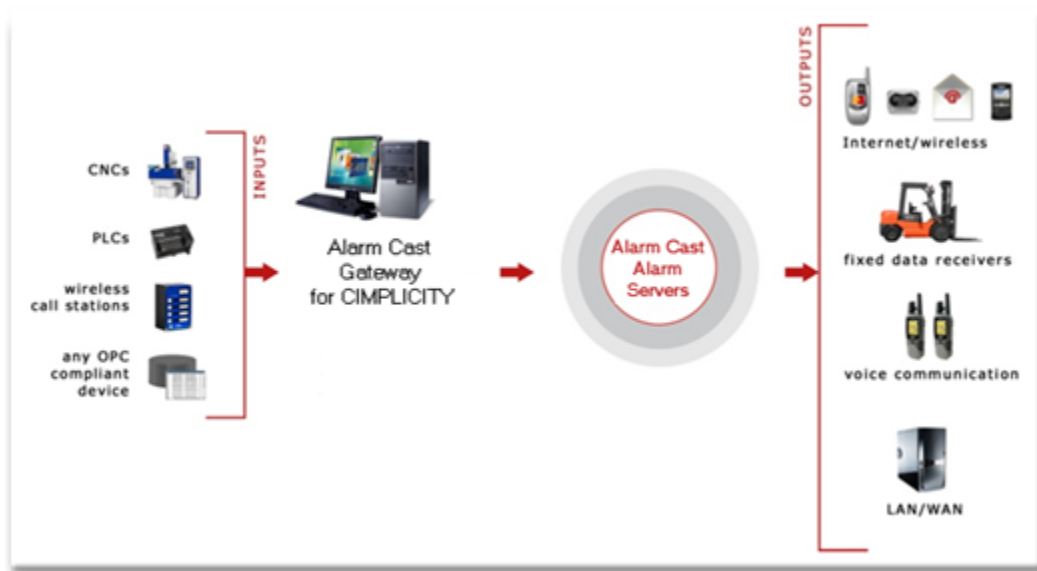 CNCs
PLCs
wireless
call stations
any OPC
compliant
device
INPUTS
Alarm Cast
Gateway
for CIMPLICITY
Alarm Cast
Alarm
Servers
OUTPUTS
Internet/wireless
fixed data receivers
voice communication
LAN/WAN